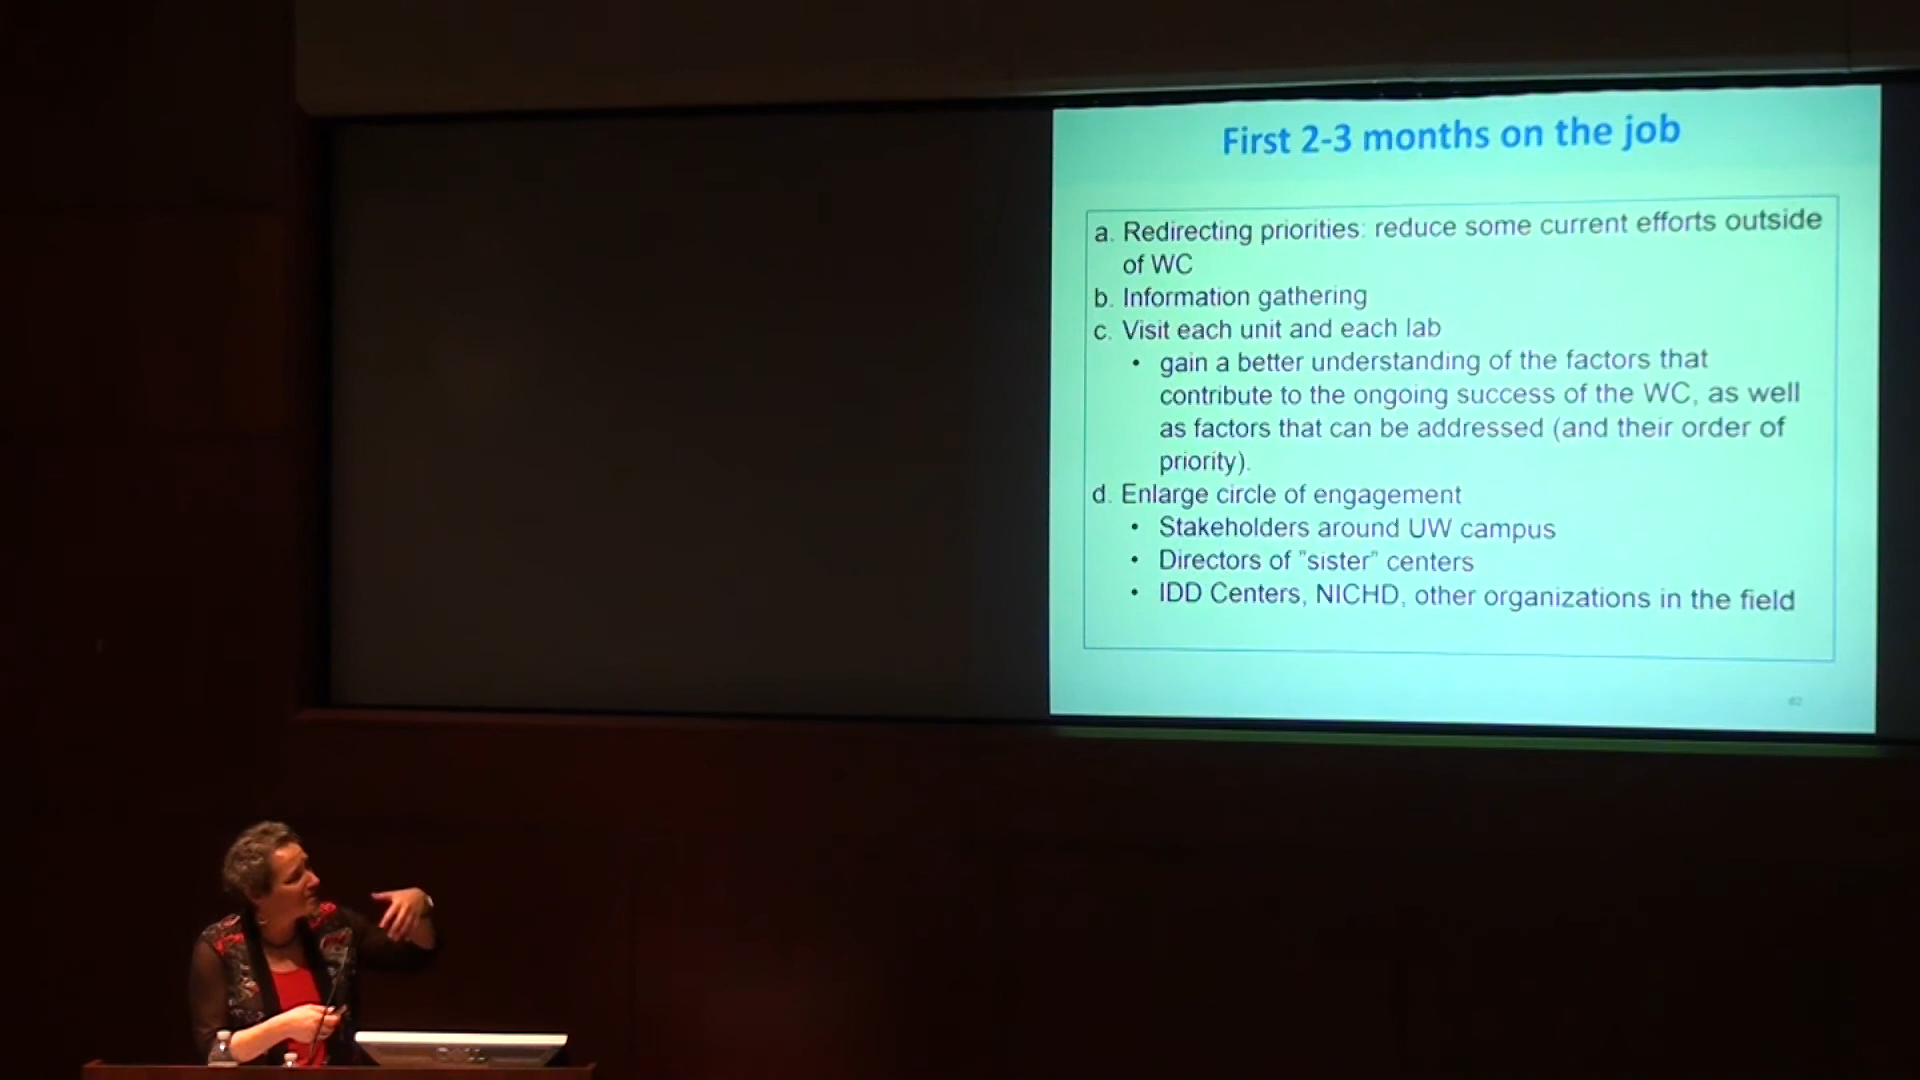 First 2-3 months on the job
a. Redirecting priorities: reduce some current efforts outside
of WC
b. Information gathering
c. Visit each unit and each lab
• gain a better understanding of the factors that
contribute to the ongoing success of the WC, as well
as factors that can be addressed (and their order of
priority).
d. Enlarge circle of engagement
• Stakeholders around UW campus
• Directors of "sister" centers
• IDD Centers, NICHD, other organizations in the field
DELL